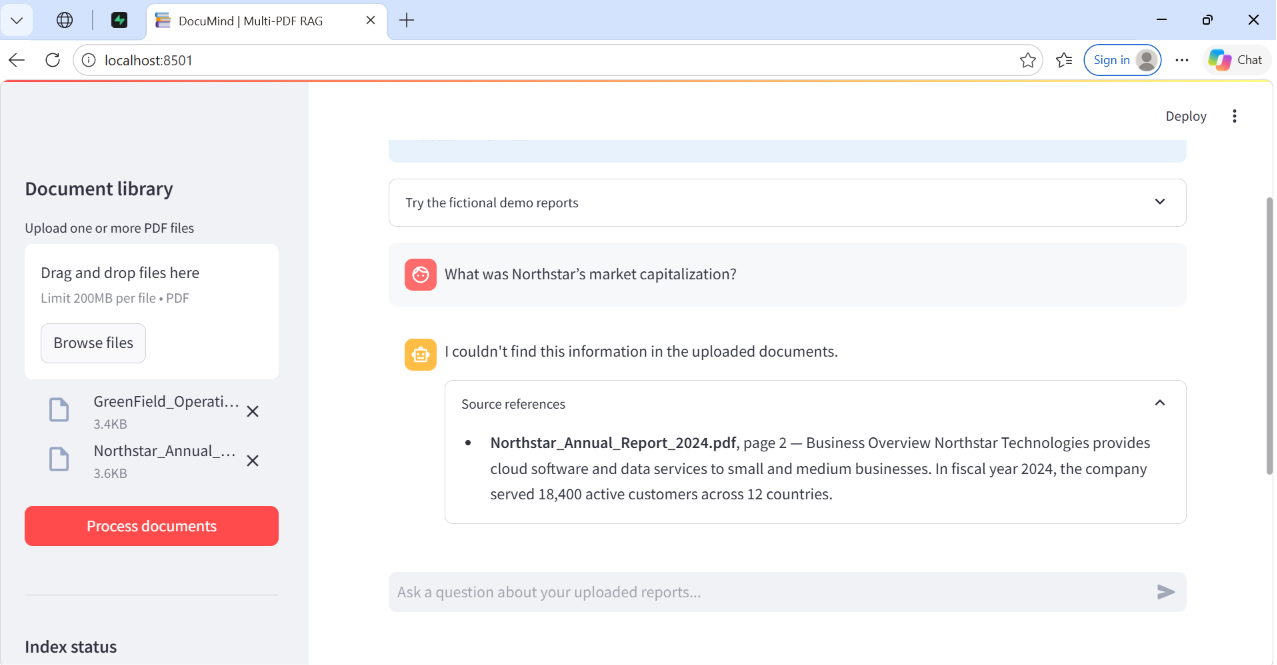 DocuMind | Multi-PDF RAG
localhost:8501
Sign in
Chat
Deploy
Document library
Upload one or more PDF files
Drag and drop files here
Limit 200MB per file • PDF
Browse files
GreenField_Operati...
3.4KB
Northstar_Annual_...
3.6KB
Process documents
Index status
Try the fictional demo reports
What was Northstar’s market capitalization?
I couldn't find this information in the uploaded documents.
Source references
• Northstar_Annual_Report_2024.pdf, page 2 — Business Overview Northstar Technologies provides
cloud software and data services to small and medium businesses. In fiscal year 2024, the company
served 18,400 active customers across 12 countries.
Ask a question about your uploaded reports...